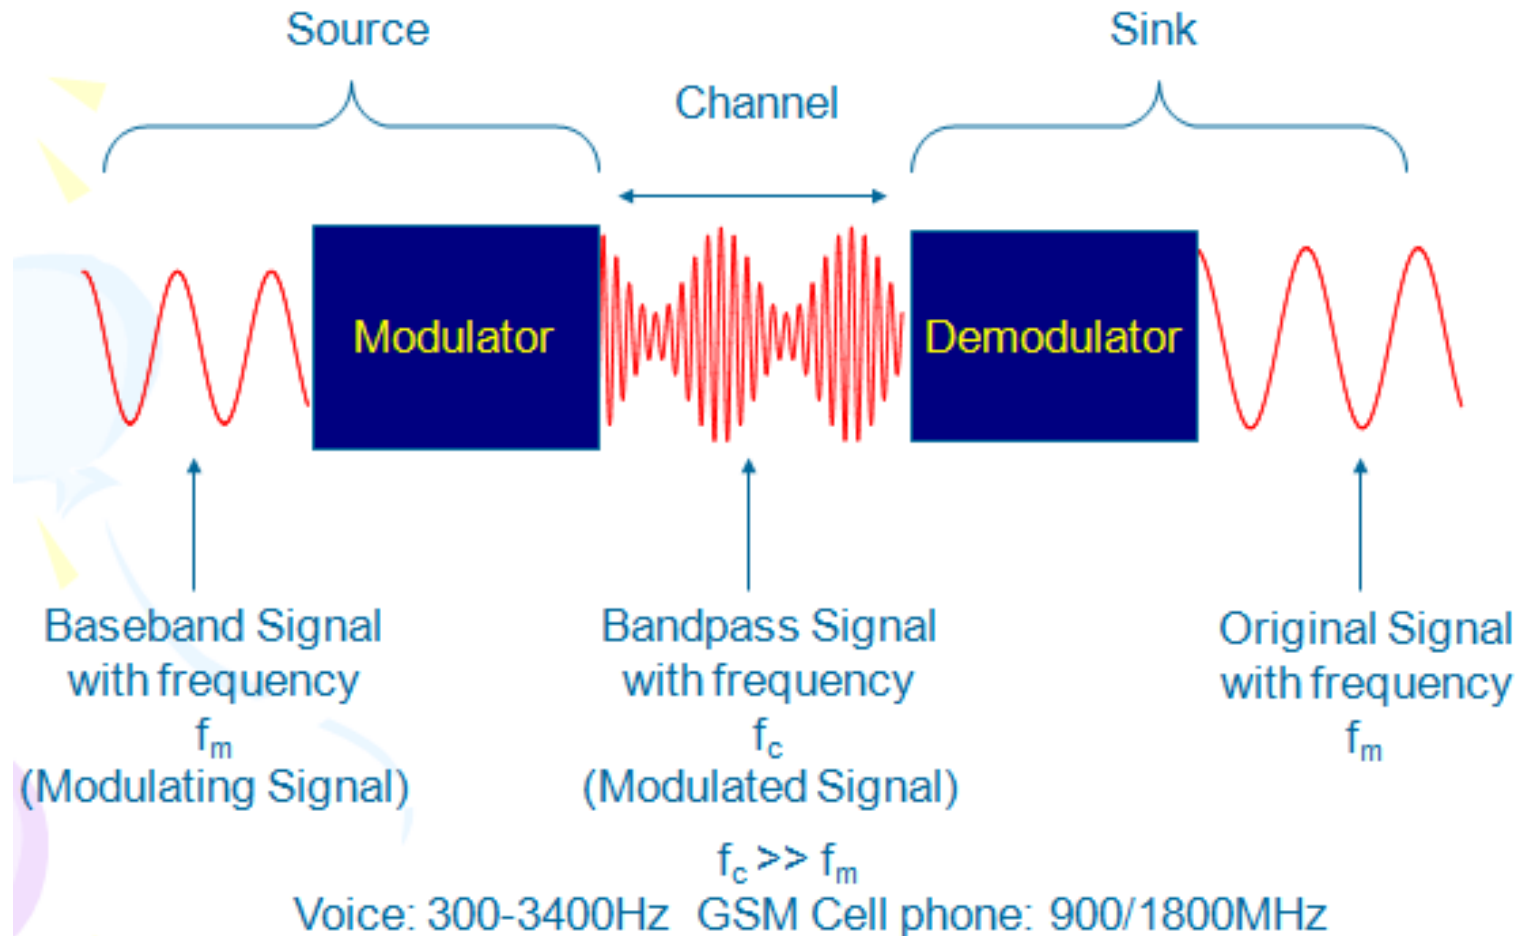 Source
Sink
Channel
Modulator
Demodulator
Baseband Signal
with frequency
fm
(Modulating Signal)
Bandpass Signal
with frequency
fc
(Modulated Signal)
Original Signal
with frequency
fm
fc >> fm
Voice: 300-3400Hz GSM Cell phone: 900/1800MHz